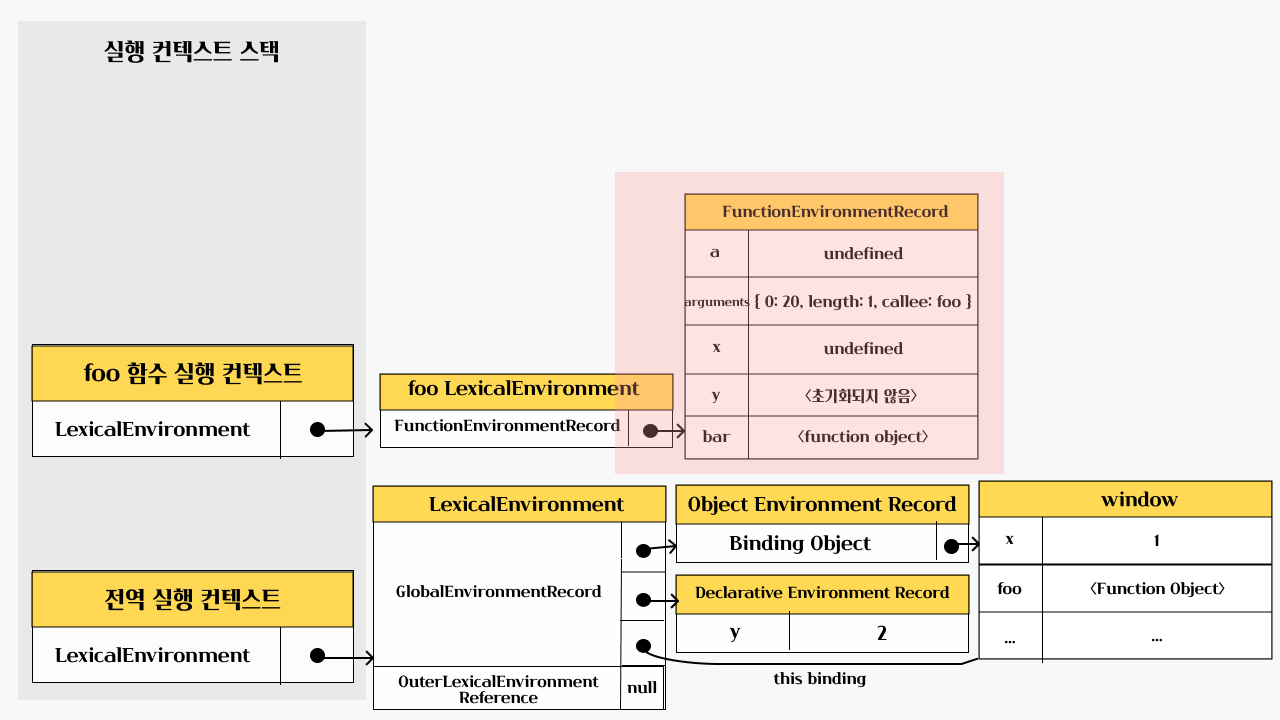 실행 컨텍스트 스택
FunctionEnvironmentRecord
a undefined
arguments { 0: 20, length: 1, callee: foo }
x undefined
y <초기화되지 않음>
bar <function object>
foo 함수 실행 컨텍스트
LexicalEnvironment
foo LexicalEnvironment
FunctionEnvironmentRecord
LexicalEnvironment
GlobalEnvironmentRecord
OuterLexicalEnvironment
Reference
null
Object Environment Record
Binding Object
Declarative Environment Record
y 2
window
x 1
foo <Function Object>
... ...
this binding
전역 실행 컨텍스트
LexicalEnvironment